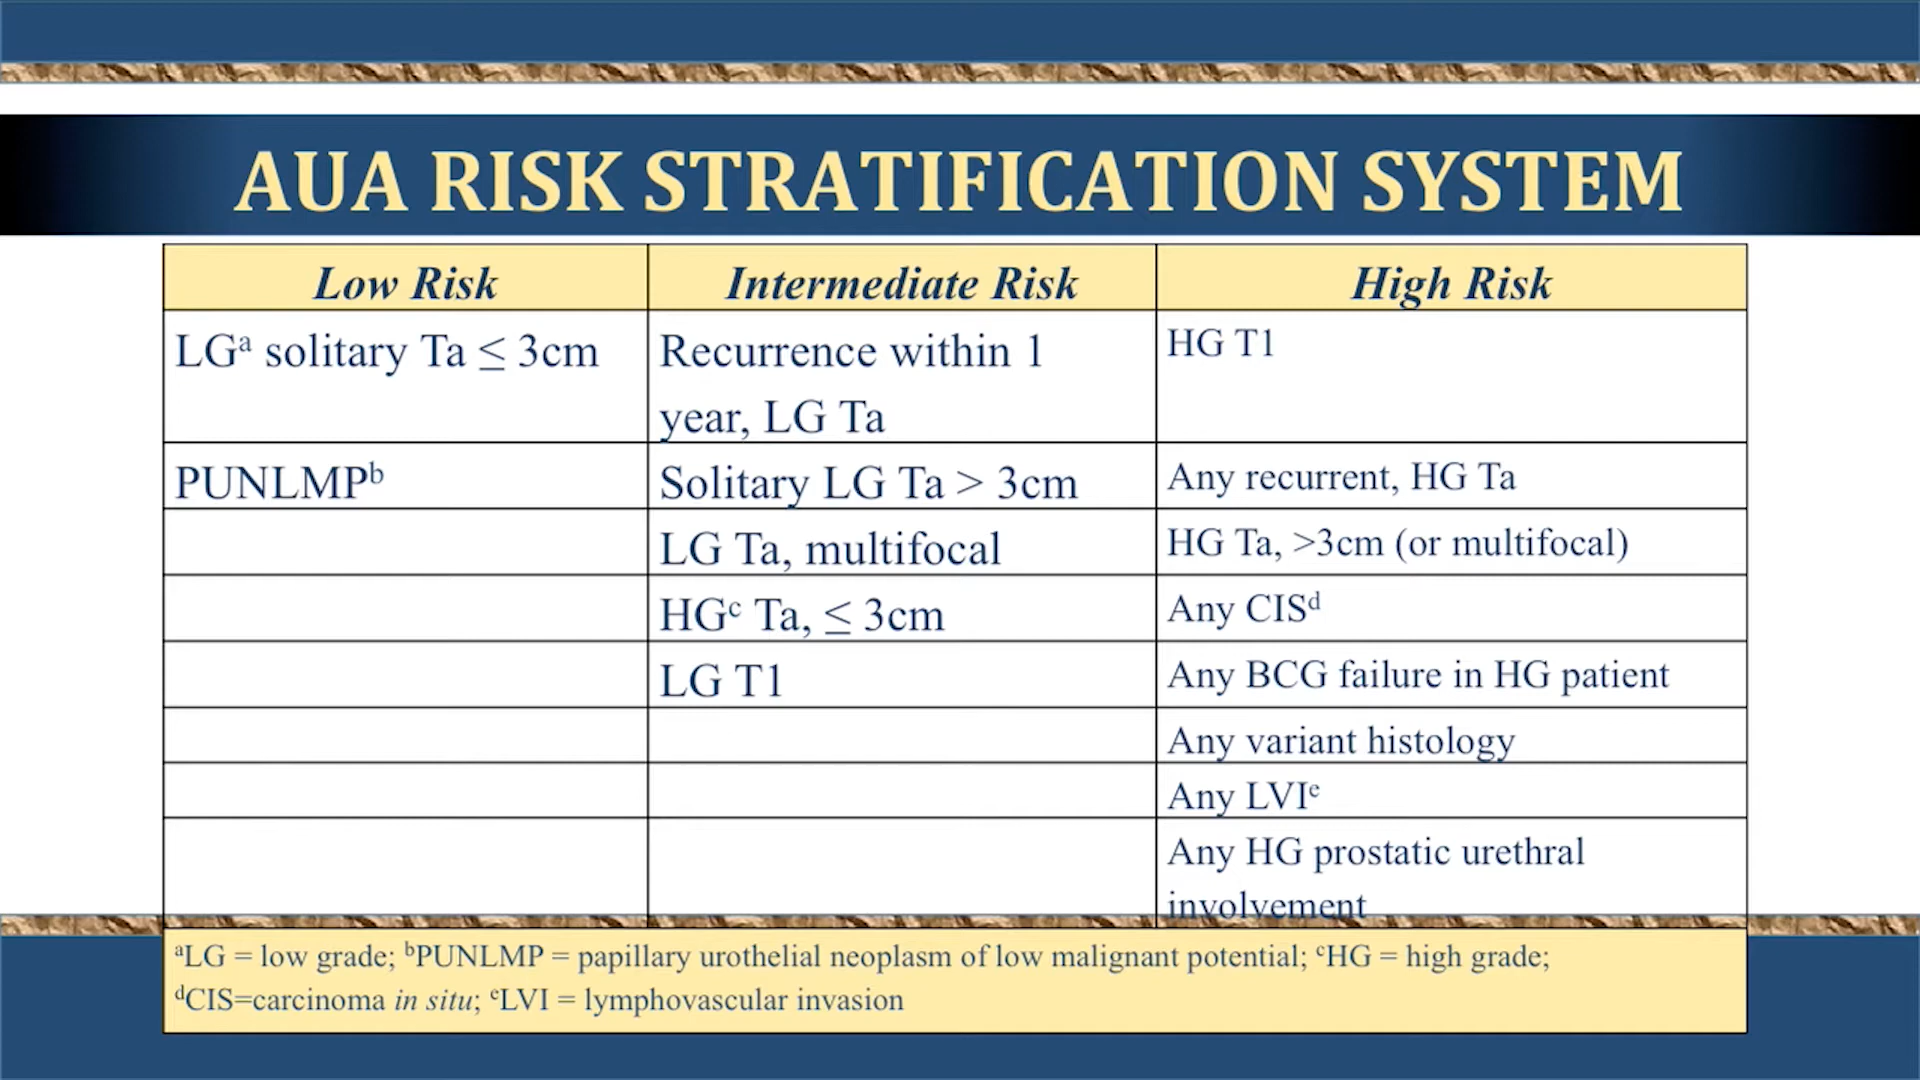 AUA RISK STRATIFICATION SYSTEM
Low Risk Intermediate Risk High Risk
LGᵃ solitary Ta ≤ 3cm
Recurrence within 1
year, LG Ta
HG T1
PUNLMPᵇ
Solitary LG Ta > 3cm
Any recurrent, HG Ta
LG Ta, multifocal
HG Ta, >3cm (or multifocal)
HGᶜ Ta, ≤ 3cm
Any CISᵈ
LG T1
Any BCG failure in HG patient
Any variant histology
Any LVIᵉ
Any HG prostatic urethral
involvement
ᵃLG = low grade; ᵇPUNLMP = papillary urothelial neoplasm of low malignant potential; ᶜHG = high grade;
ᵈCIS=carcinoma in situ; ᵉLVI = lymphovascular invasion